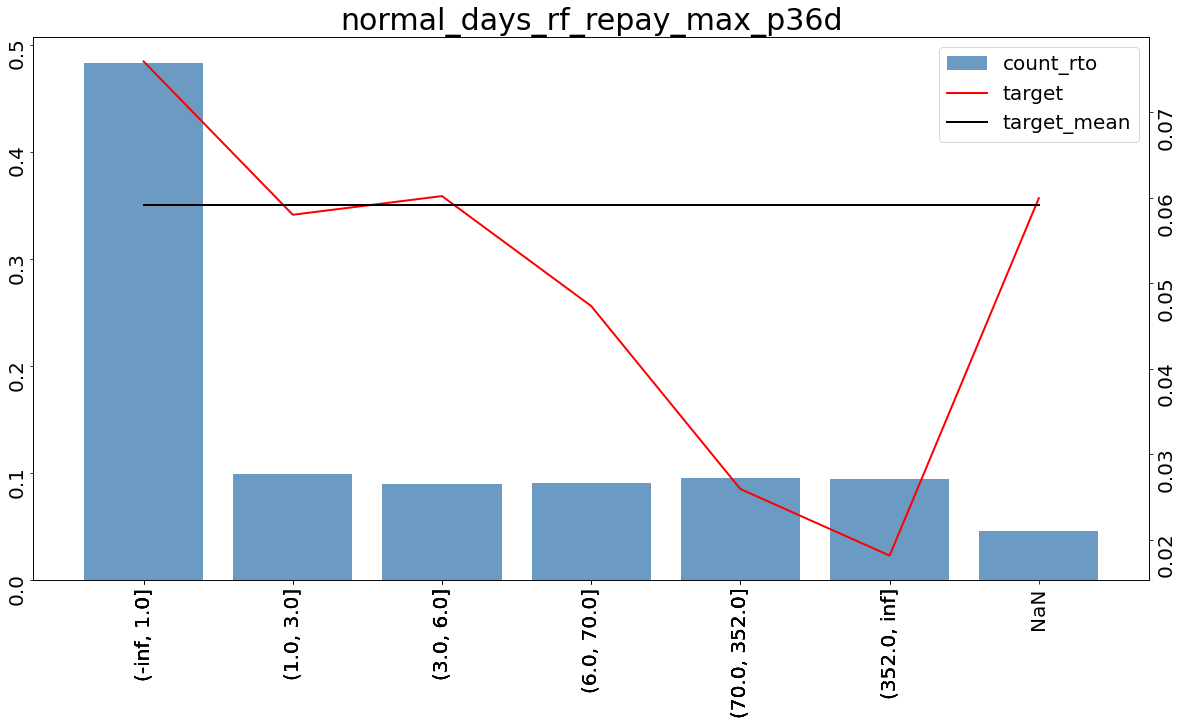 normal_days_rf_repay_max_p36d
count_rto
target
target_mean
0.5
0.4
0.3
0.2
0.1
0.0
0.07
0.06
0.05
0.04
0.03
0.02
(-inf, 1.0]
(1.0, 3.0]
(3.0, 6.0]
(6.0, 70.0]
(70.0, 352.0]
(352.0, inf]
NaN